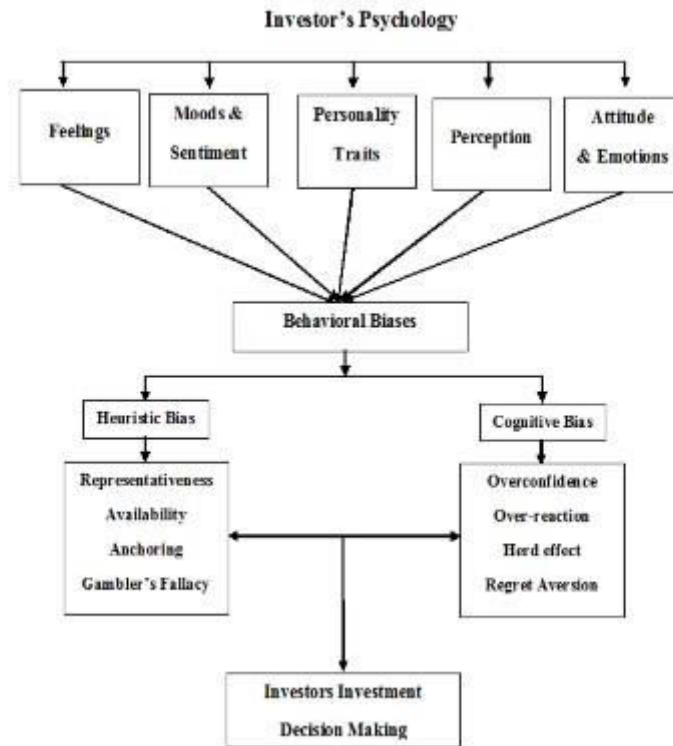 Investor's Psychology
Feelings
Moods &
Sentiment
Personality
Traits
Perception
Attitude
& Emotions
Behavioral Biases
Heuristic Bias
Cognitive Bias
Representativeness
Availability
Anchoring
Gambler's Fallacy
Overconfidence
Over-reaction
Herd effect
Regret Aversion
Investors Investment
Decision Making